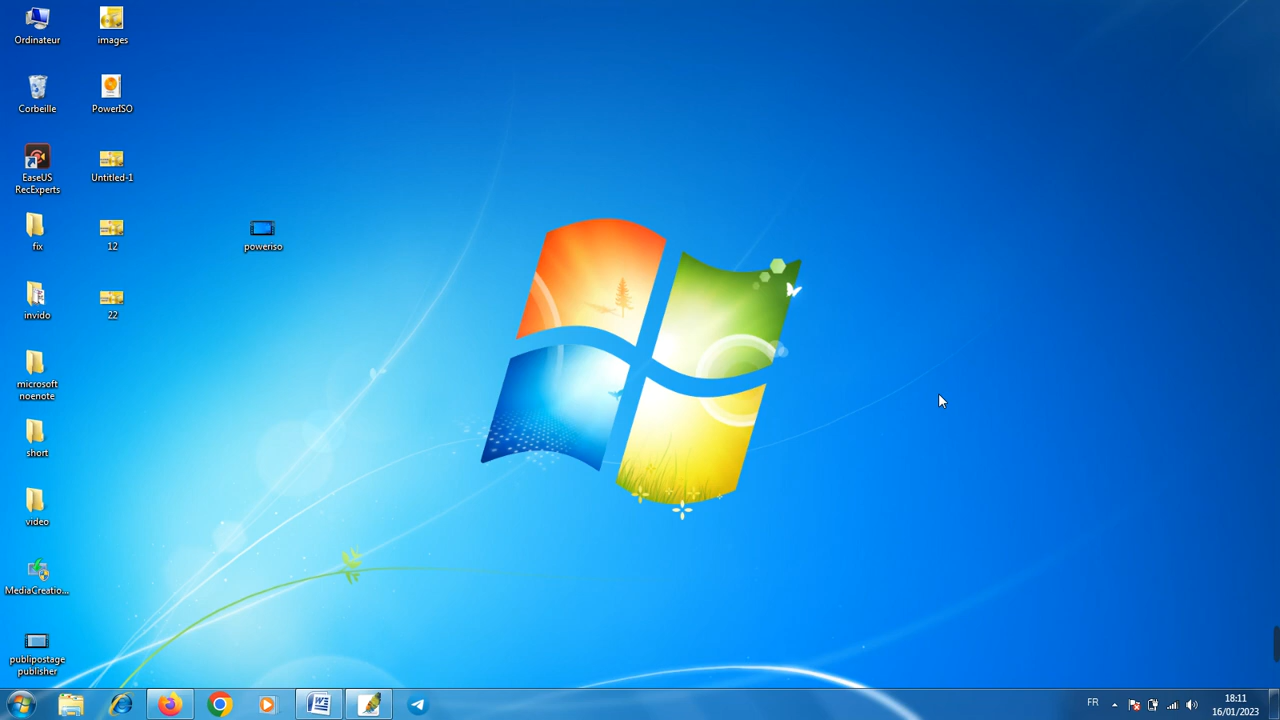 Ordinateur
images
Corbeille
PowerISO
EaseUS
RecExperts
Untitled-1
fix
12
poweriso
invido
22
microsoft
noenote
short
video
MediaCreatio...
publipostage
publisher
FR
18:11
16/01/2023